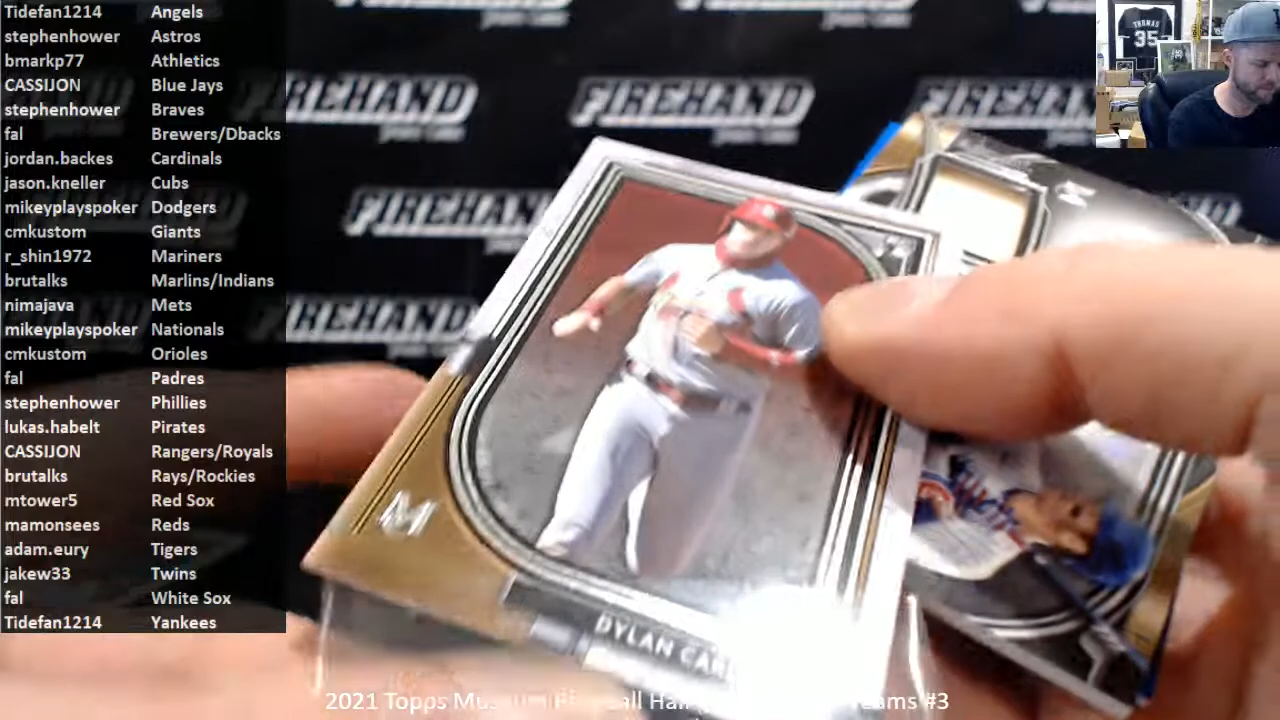 Tidefan1214 Angels
stephenhower Astros
bmarkp77 Athletics
CASSIJON Blue Jays
stephenhower Braves
fal Brewers/Dbacks
jordan.backes Cardinals
jason.kneller Cubs
mikeyplayspoker Dodgers
cmkustom Giants
r_shin1972 Mariners
brutalks Marlins/Indians
nimajava Mets
mikeyplayspoker Nationals
cmkustom Orioles
fal Padres
stephenhower Phillies
lukas.habelt Pirates
CASSIJON Rangers/Royals
brutalks Rays/Rockies
mtower5 Red Sox
mamonsees Reds
adam.eury Tigers
jakew33 Twins
fal White Sox
Tidefan1214 Yankees
THOMAS
35
FIREHAND
FIREHAND
FIREHAND
FIREHAND
FIREHAND
FIREHAND
M
DYLAN
2021 Topps #3